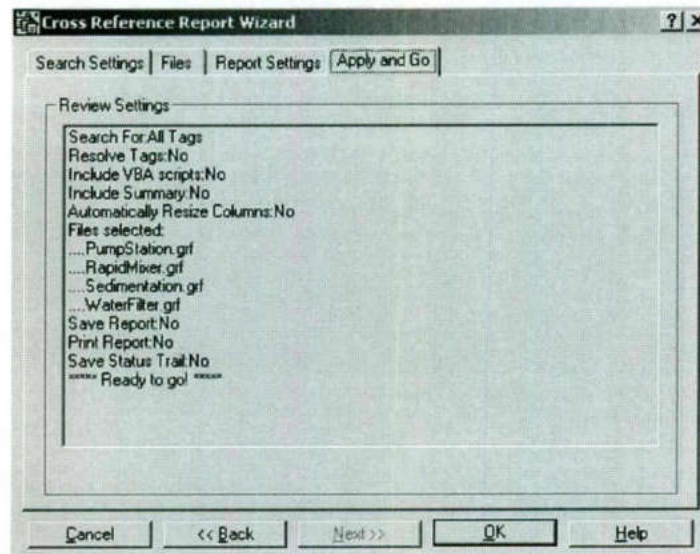 Cross Reference Report Wizard
Search Settings Files Report Settings Apply and Go
Review Settings
Search For:All Tags
Resolve Tags:No
Include VBA scripts:No
Include Summary:No
Automatically Resize Columns:No
Files selected:
....PumpStation.grf
....RapidMixer.grf
....Sedimentation.grf
....WaterFilter.grf
Save Report:No
Print Report:No
Save Status Trail:No
***** Ready to go! *****
Cancel << Back Next >> OK Help